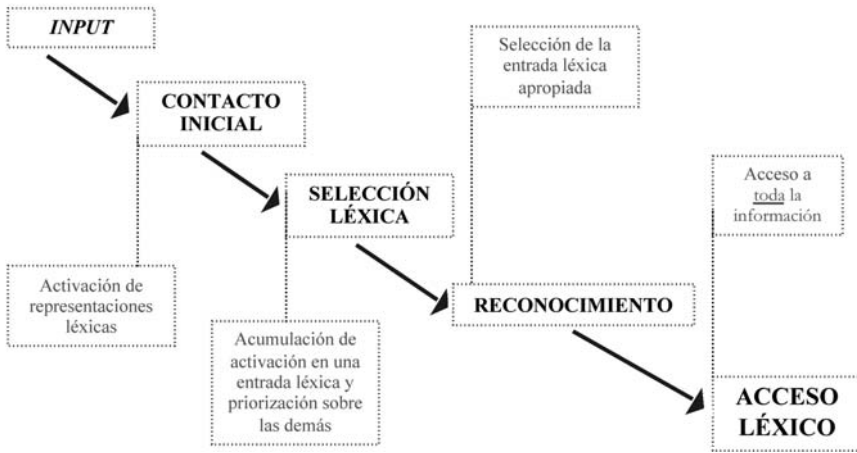 INPUT
CONTACTO
INICIAL
Activación de
representaciones
léxicas
SELECCIÓN
LÉXICA
Acumulación de
activación en una
entrada léxica y
priorización sobre
las demás
Selección de la
entrada léxica
apropiada
RECONOCIMIENTO
Acceso a
toda la
información
ACCESO
LÉXICO